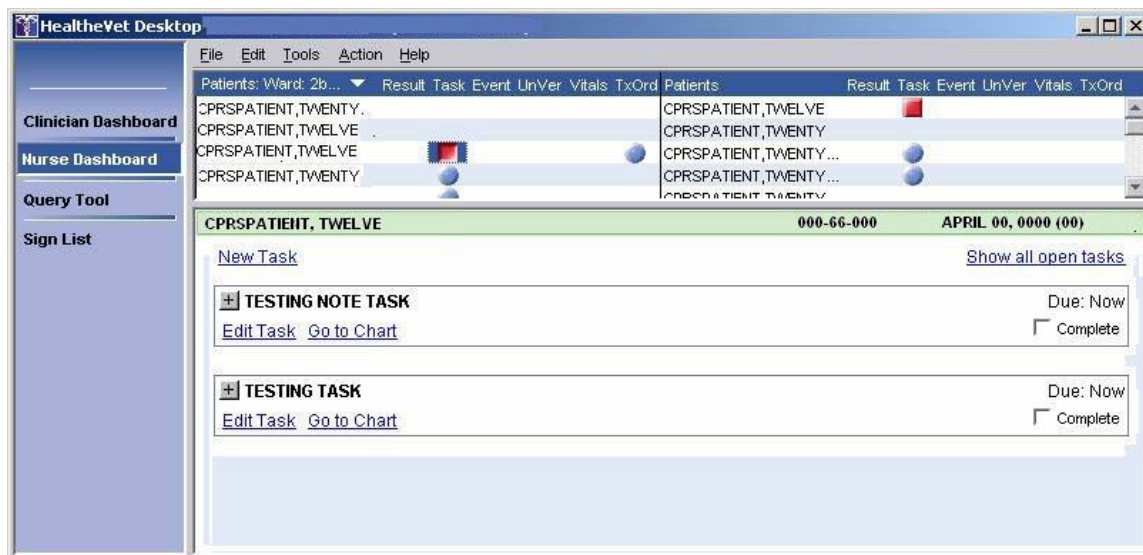 HealtheVet Desktop
File Edit Tools Action Help
Patients: Ward: 2b... Result Task Event UnVer Vitals TxOrd Patients Result Task Event UnVer Vitals TxOrd
CPRSPATIENT,TWENTY. CPRSPATIENT,TWELVE
CPRSPATIENT,TWELVE . CPRSPATIENT,TWENTY
CPRSPATIENT,TWELVE CPRSPATIENT,TWENTY...
CPRSPATIENT,TWENTY CPRSPATIENT,TWENTY...
CPRSPATIENT,TWENTY
Clinician Dashboard
Nurse Dashboard
Query Tool
Sign List
CPRSPATIENT, TWELVE 000-66-000 APRIL 00, 0000 (00)
New Task Show all open tasks
+ TESTING NOTE TASK Due: Now
Edit Task Go to Chart Complete
+ TESTING TASK Due: Now
Edit Task Go to Chart Complete